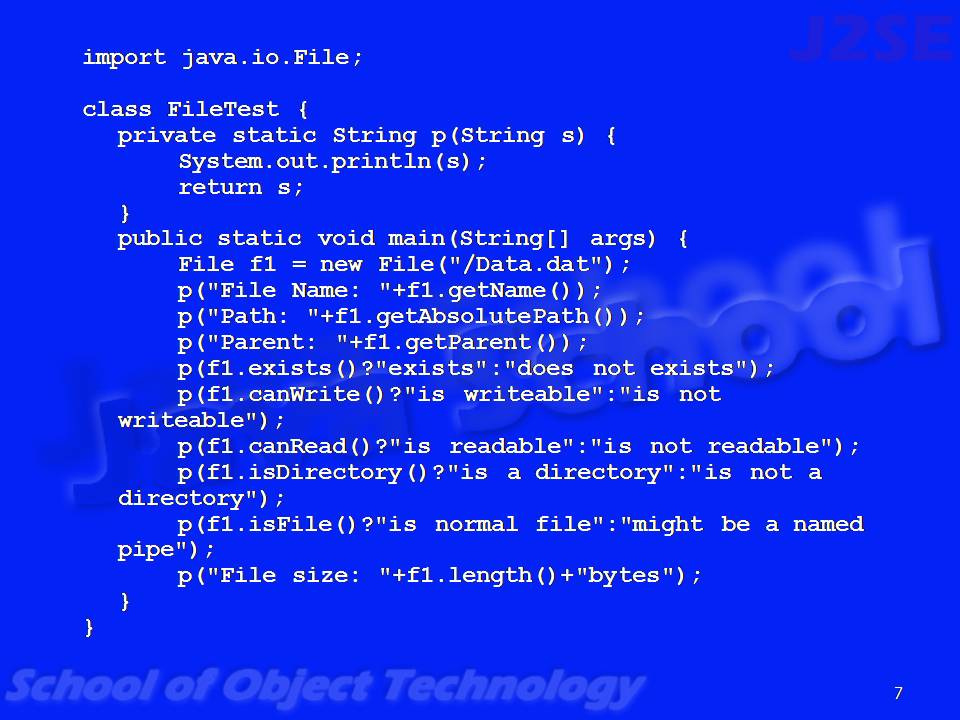 J2SE
import java.io.File;
class FileTest {
private static String p(String s) {
System.out.println(s);
return s;
}
public static void main(String[] args) {
File f1 = new File("/Data.dat");
p("File Name: "+f1.getName());
p("Path: "+f1.getAbsolutePath());
p("Parent: "+f1.getParent());
p(f1.exists()?"exists":"does not exists");
p(f1.canWrite()?"is writeable":"is not
writeable");
p(f1.canRead()?"is readable":"is not readable");
p(f1.isDirectory()?"is a directory":"is not a
directory");
p(f1.isFile()?"is normal file":"might be a named
pipe");
p("File size: "+f1.length()+"bytes");
}
}
School of Object Technology
7